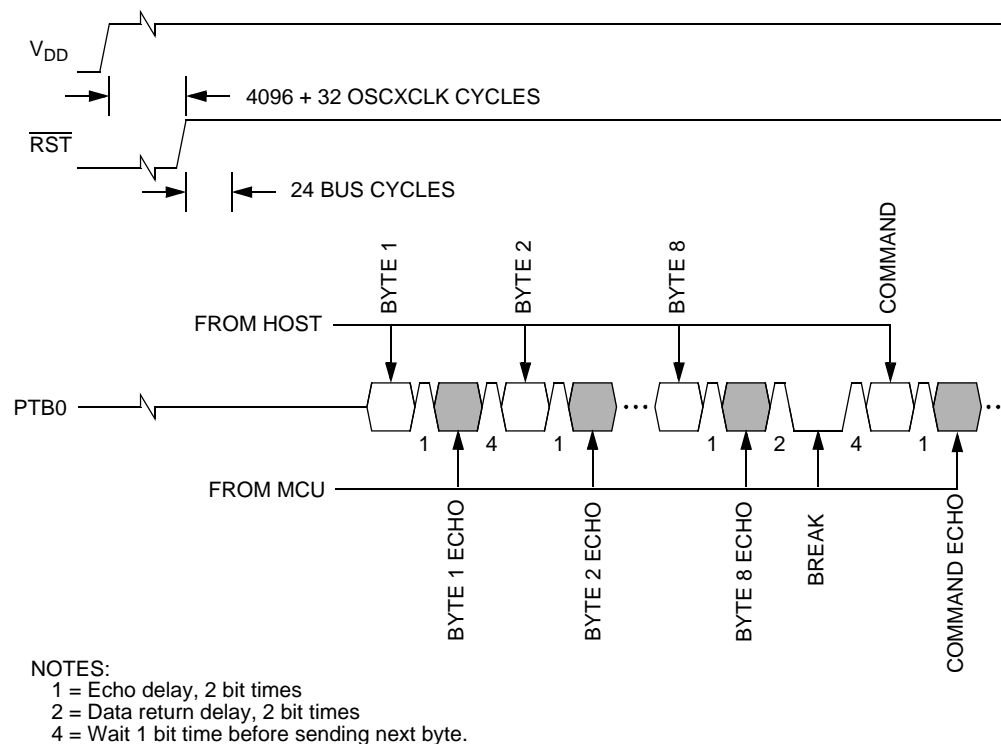 VDD
4096 + 32 OSCXCLK CYCLES
RST
24 BUS CYCLES
BYTE 1
BYTE 2
BYTE 8
COMMAND
FROM HOST
PTB0
1
4
1
1
2
4
1
FROM MCU
BYTE 1 ECHO
BYTE 2 ECHO
BYTE 8 ECHO
BREAK
COMMAND ECHO
NOTES:
1 = Echo delay, 2 bit times
2 = Data return delay, 2 bit times
4 = Wait 1 bit time before sending next byte.